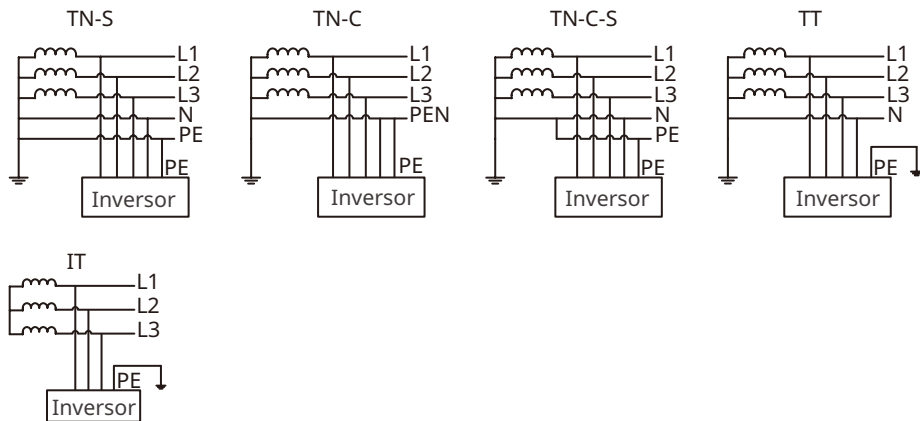 TN-S
L1
L2
L3
N
PE
PE
Inversor
TN-C
L1
L2
L3
PEN
PE
Inversor
TN-C-S
L1
L2
L3
N
PE
PE
Inversor
TT
L1
L2
L3
N
PE
Inversor
IT
L1
L2
L3
PE
Inversor